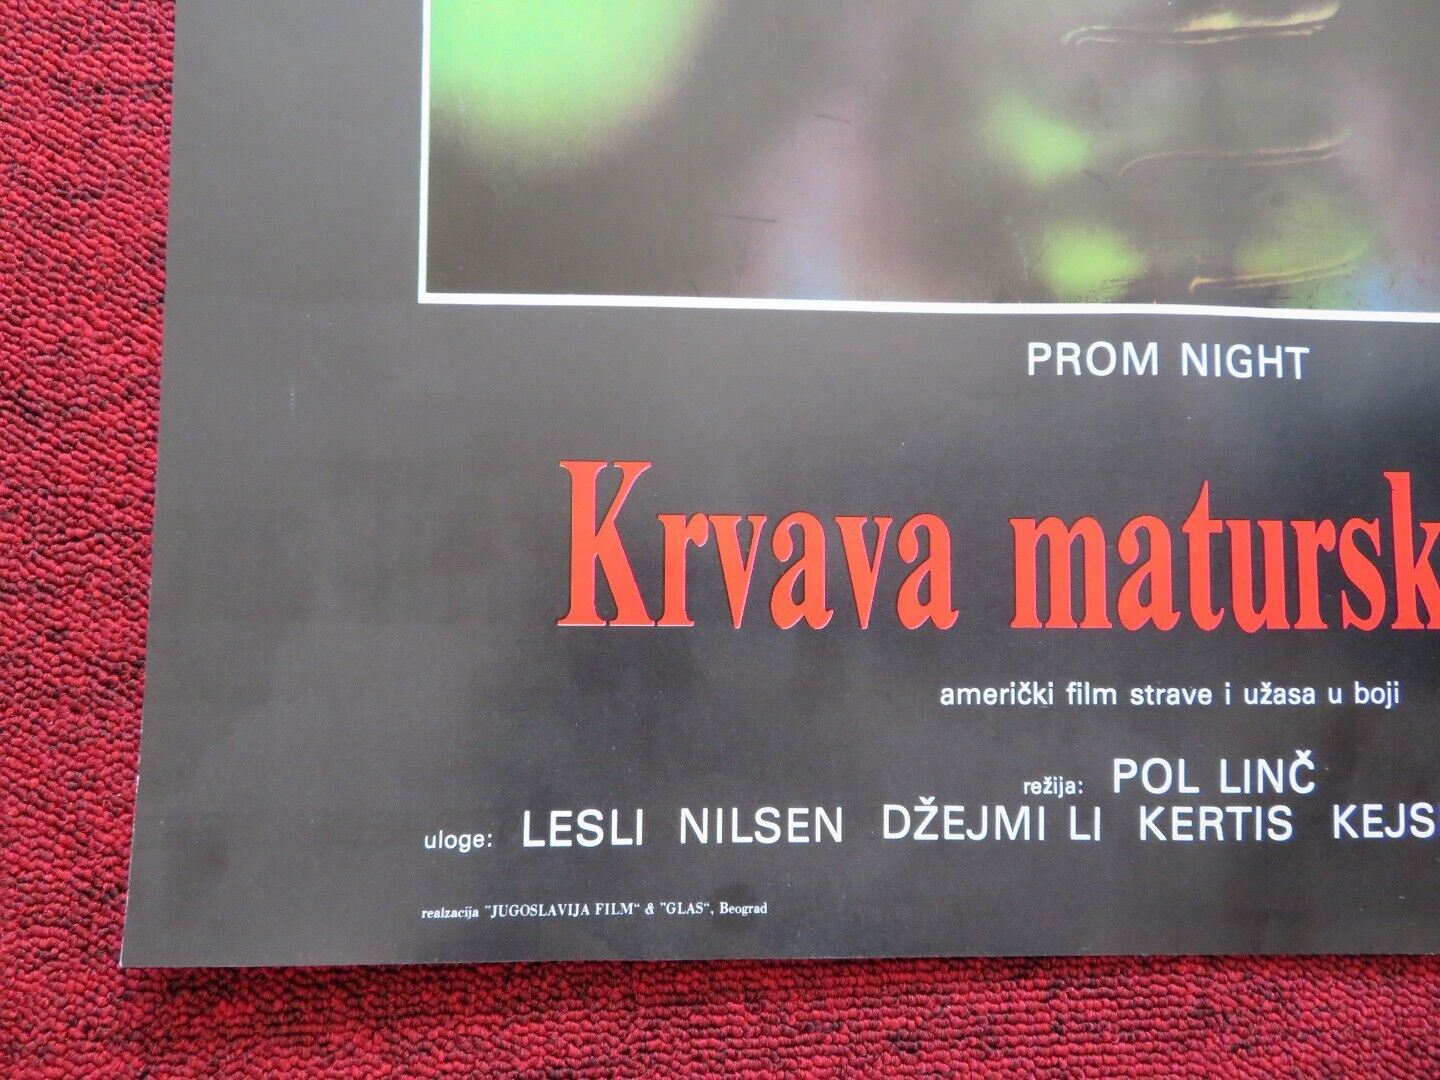 PROM NIGHT
Krvava matursk
američki film strave i užasa u boji
režija: POL LINČ
uloge: LESLI NILSEN DŽEJMI LI KERTIS KEJS
realzacija "JUGOSLAVIJA FILM“ & "GLAS“, Beograd